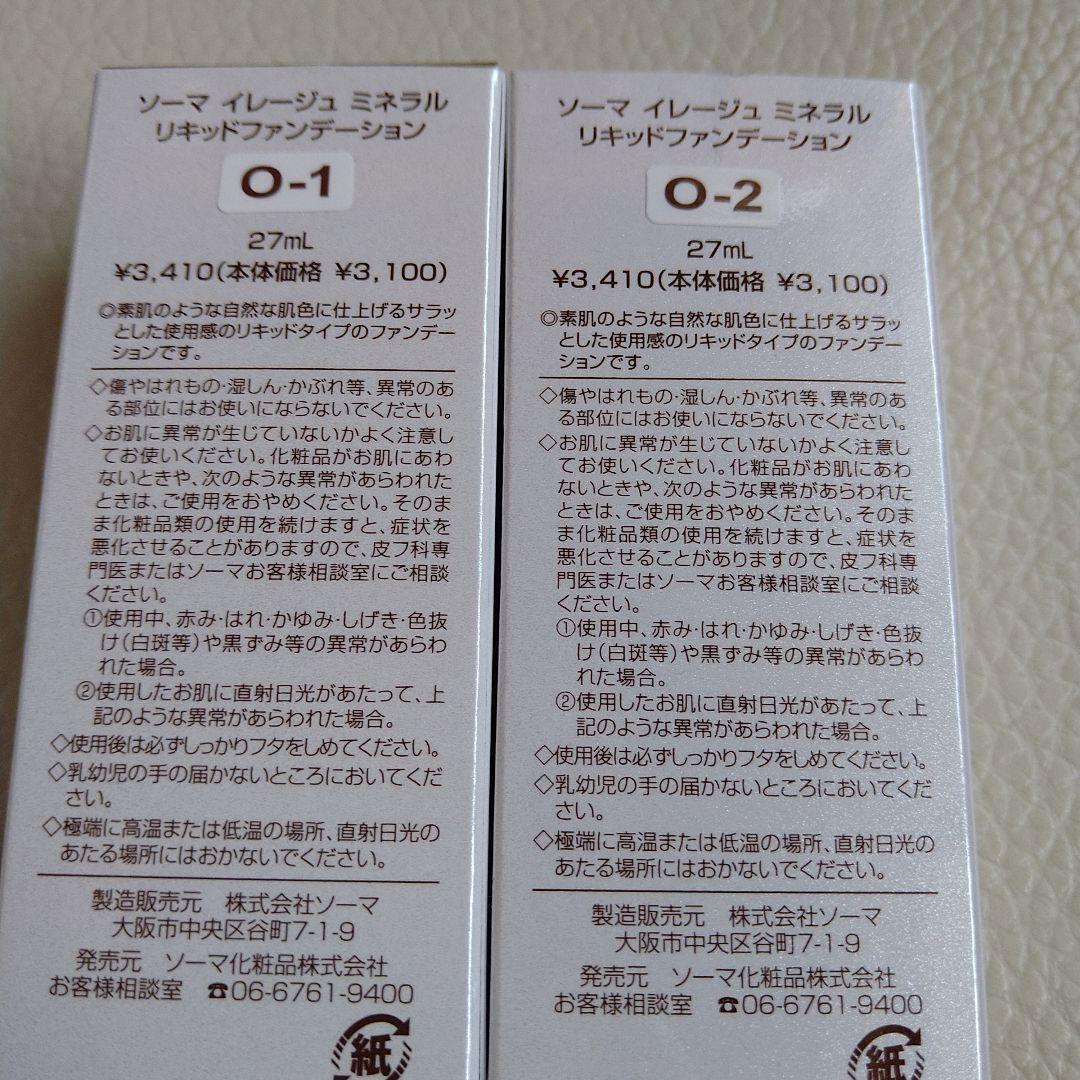 ソーマ イレージュ ミネラル
リキッドファンデーション
O-1
27mL
¥3,410(本体価格 ¥3,100)
◎素肌のような自然な肌色に仕上げるサラッ
とした使用感のリキッドタイプのファンデー
ションです。
◇傷やはれもの・湿しん・かぶれ等、異常のあ
る部位にはお使いにならないでください。
◇お肌に異常が生じていないかよく注意し
てお使いください。化粧品がお肌にあわ
ないときや、次のような異常があらわれた
ときは、ご使用をおやめください。そのま
ま化粧品類の使用を続けますと、症状を
悪化させることがありますので、皮フ科専
門医またはソーマお客様相談室にご相談
ください。
①使用中、赤み・はれ・かゆみ・しげき・色抜
け(白斑等)や黒ずみ等の異常があらわ
れた場合。
②使用したお肌に直射日光があたって、上
記のような異常があらわれた場合。
◇使用後は必ずしっかりフタをしめてください。
◇乳幼児の手の届かないところにおいてくだ
さい。
◇極端に高温または低温の場所、直射日光の
あたる場所にはおかないでください。
製造販売元 株式会社ソーマ
大阪市中央区谷町7-1-9
発売元 ソーマ化粧品株式会社
お客様相談室 ☎06-6761-9400
紙
ソーマ イレージュ ミネラル
リキッドファンデーション
O-2
27mL
¥3,410(本体価格 ¥3,100)
◎素肌のような自然な肌色に仕上げるサラッ
とした使用感のリキッドタイプのファンデー
ションです。
◇傷やはれもの・湿しん・かぶれ等、異常のあ
る部位にはお使いにならないでください。
◇お肌に異常が生じていないかよく注意し
てお使いください。化粧品がお肌にあわ
ないときや、次のような異常があらわれた
ときは、ご使用をおやめください。そのま
ま化粧品類の使用を続けますと、症状を
悪化させることがありますので、皮フ科専
門医またはソーマお客様相談室にご相談
ください。
①使用中、赤み・はれ・かゆみ・しげき・色抜
け(白斑等)や黒ずみ等の異常があらわ
れた場合。
②使用したお肌に直射日光があたって、上
記のような異常があらわれた場合。
◇使用後は必ずしっかりフタをしめてください。
◇乳幼児の手の届かないところにおいてくだ
さい。
◇極端に高温または低温の場所、直射日光の
あたる場所にはおかないでください。
製造販売元 株式会社ソーマ
大阪市中央区谷町7-1-9
発売元 ソーマ化粧品株式会社
お客様相談室 ☎06-6761-9400
紙